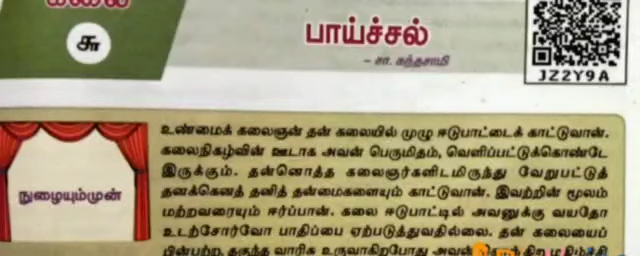 கலை
௬
பாய்ச்சல்
– சா. கந்தசாமி
JZ2Y9A
நுழையும்முன்
உண்மைக் கலைஞன் தன் கலையில் முழு ஈடுபாட்டைக் காட்டுவான்.
கலைநிகழ்வின் ஊடாக அவன் பெருமிதம், வெளிப்பட்டுக்கொண்டே
இருக்கும். தன்னொத்த கலைஞர்களிடமிருந்து வேறுபட்டுத்
தனக்கெனத் தனித் தன்மைகளையும் காட்டுவான். இவற்றின் மூலம்
மற்றவரையும் ஈர்ப்பான். கலை ஈடுபாட்டில் அவனுக்கு வயதோ
உடற்சோர்வோ பாதிப்பை ஏற்படுத்துவதில்லை. தன் கலையைப்
பின்பற்ற, தகுந்த வாரிசு உருவாகிறபோது